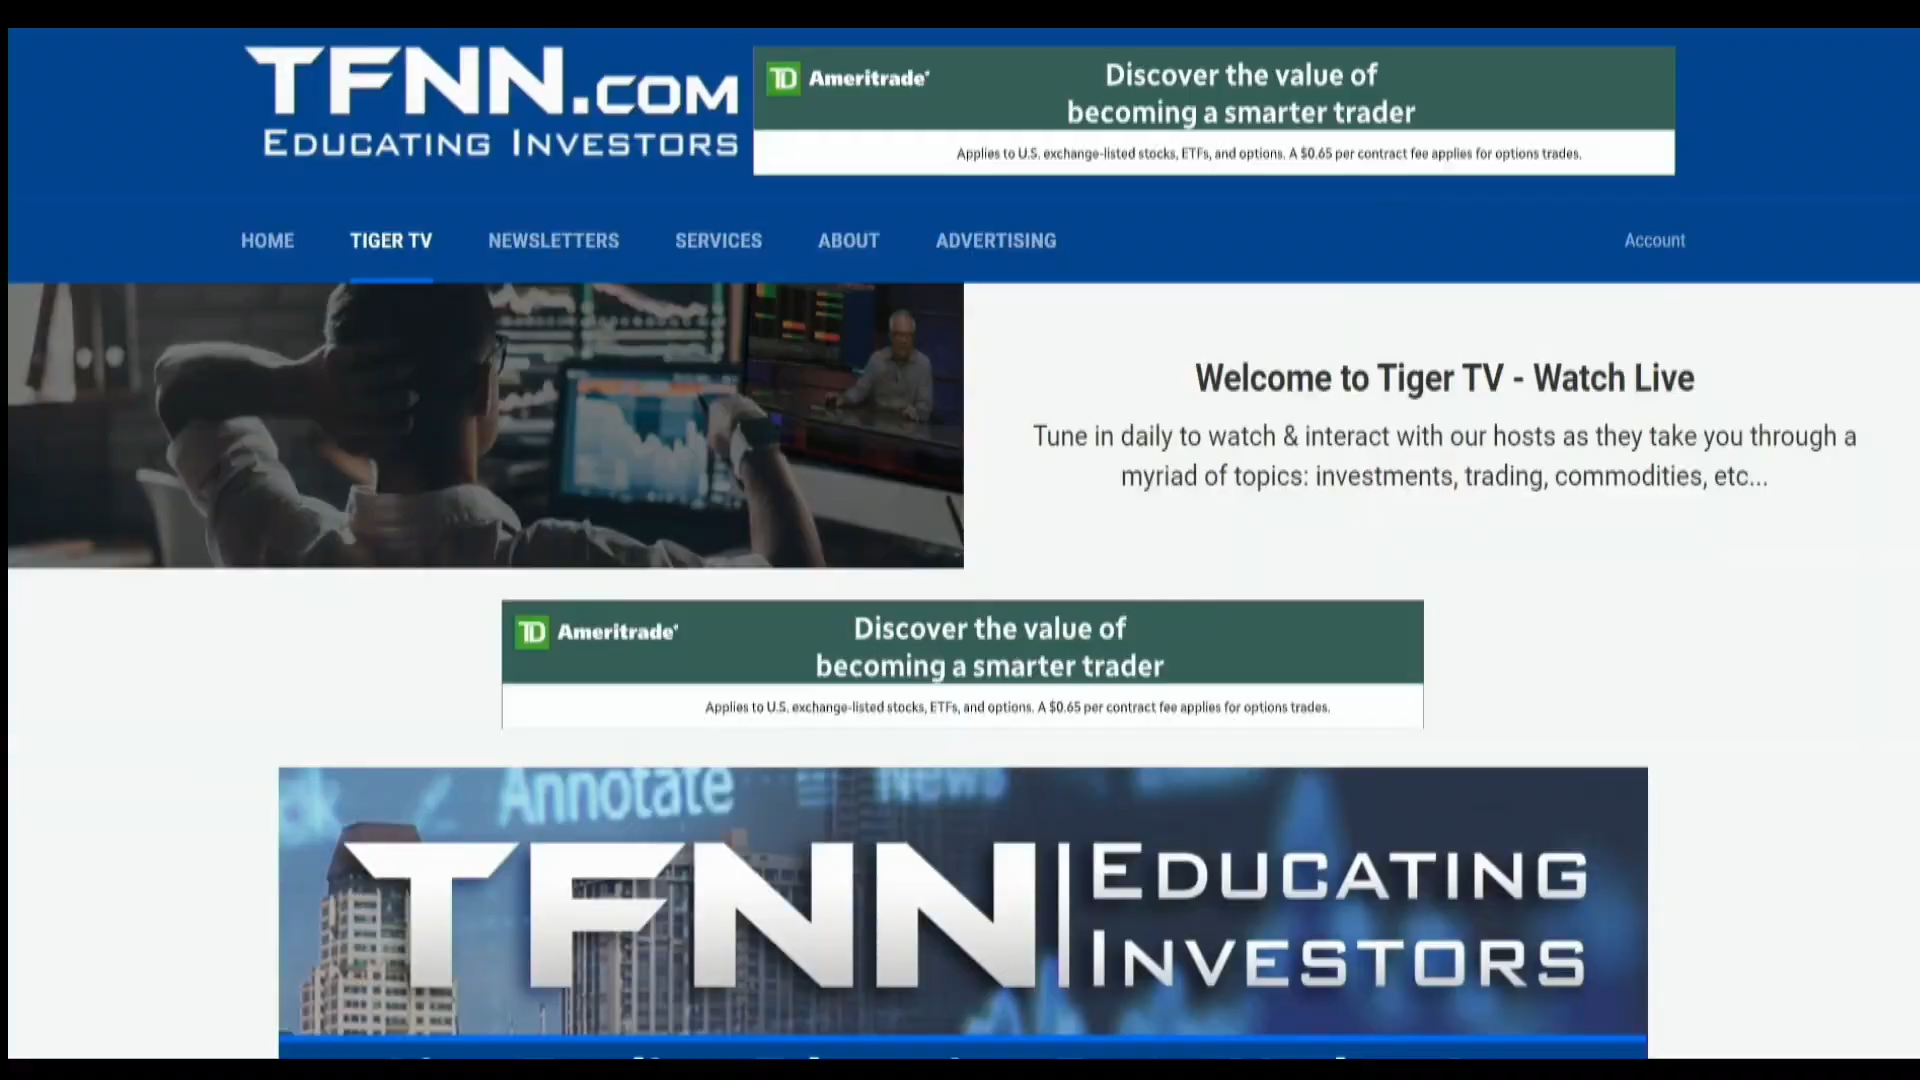 TFNN.COM
EDUCATING INVESTORS
TD Ameritrade
Discover the value of
becoming a smarter trader
Applies to U.S. exchange-listed stocks, ETFs, and options. A $0.65 per contract fee applies for options trades.
HOME TIGER TV NEWSLETTERS SERVICES ABOUT ADVERTISING Account
Welcome to Tiger TV - Watch Live
Tune in daily to watch & interact with our hosts as they take you through a
myriad of topics: investments, trading, commodities, etc...
TD Ameritrade
Discover the value of
becoming a smarter trader
Applies to U.S. exchange-listed stocks, ETFs, and options. A $0.65 per contract fee applies for options trades.
Annotate News
TFNN
EDUCATING
INVESTORS